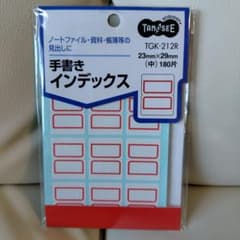 TANOSEE
ノートファイル・資料・帳簿等の
見出しに
TGK-212R
手書き
インデックス
23mm×29mm
(中) 180片